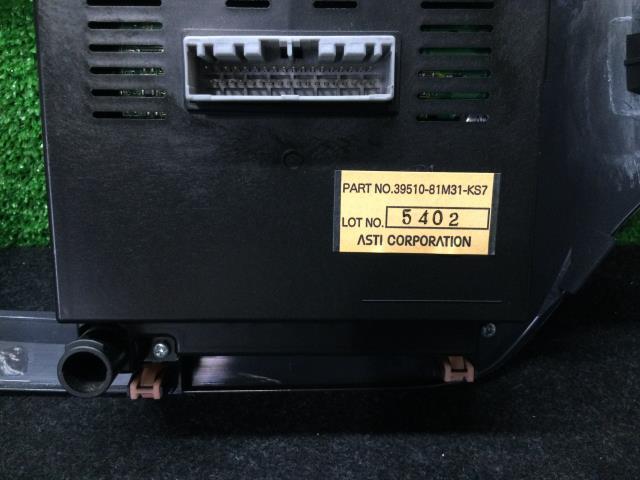 PART NO.39510-81M31-KS7
LOT NO. 5402
ASTI CORPORATION